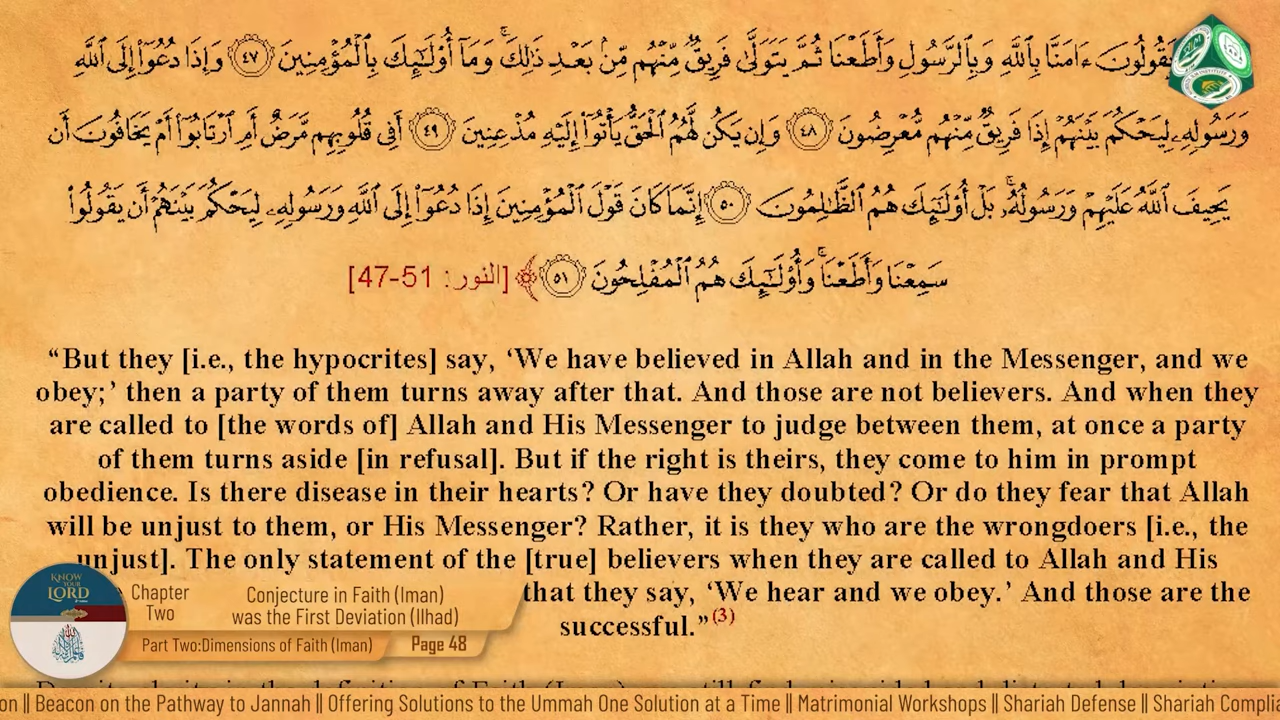 وَيَقُولُونَ ءَامَنَّا بِٱللَّهِ وَبِٱلرَّسُولِ وَأَطَعۡنَا ثُمَّ يَتَوَلَّىٰ فَرِيقٞ مِّنۡهُم مِّنۢ بَعۡدِ ذَٰلِكَۚ وَمَآ أُوْلَٰٓئِكَ بِٱلۡمُؤۡمِنِينَ ٤٧ وَإِذَا دُعُوٓاْ إِلَى ٱللَّهِ
وَرَسُولِهِۦ لِيَحۡكُمَ بَيۡنَهُمۡ إِذَا فَرِيقٞ مِّنۡهُم مُّعۡرِضُونَ ٤٨ وَإِن يَكُن لَّهُمُ ٱلۡحَقُّ يَأۡتُوٓاْ إِلَيۡهِ مُذۡعِنِينَ ٤٩ أَفِي قُلُوبِهِم مَّرَضٌ أَمِ ٱرۡتَابُوٓاْ أَمۡ يَخَافُونَ أَن
يَحِيفَ ٱللَّهُ عَلَيۡهِمۡ وَرَسُولُهُۥۚ بَلۡ أُوْلَٰٓئِكَ هُمُ ٱلظَّٰلِمُونَ ٥٠ إِنَّمَا كَانَ قَوۡلَ ٱلۡمُؤۡمِنِينَ إِذَا دُعُوٓاْ إِلَى ٱللَّهِ وَرَسُولِهِۦ لِيَحۡكُمَ بَيۡنَهُمۡ أَن يَقُولُواْ
سَمِعۡنَا وَأَطَعۡنَاۚ وَأُوْلَٰٓئِكَ هُمُ ٱلۡمُفۡلِحُونَ ٥١ ﴾ [النور: 51-47]
“But they [i.e., the hypocrites] say, ‘We have believed in Allah and in the Messenger, and we
obey;’ then a party of them turns away after that. And those are not believers. And when they
are called to [the words of] Allah and His Messenger to judge between them, at once a party
of them turns aside [in refusal]. But if the right is theirs, they come to him in prompt
obedience. Is there disease in their hearts? Or have they doubted? Or do they fear that Allah
will be unjust to them, or His Messenger? Rather, it is they who are the wrongdoers [i.e., the
unjust]. The only statement of the [true] believers when they are called to Allah and His
that they say, ‘We hear and we obey.’ And those are the
successful.”(3)
KNOW
YOUR
LORD
Chapter
Two
Conjecture in Faith (Iman)
was the First Deviation (Ilhad)
Part Two:Dimensions of Faith (Iman)
Page 48
on || Beacon on the Pathway to Jannah || Offering Solutions to the Ummah One Solution at a Time || Matrimonial Workshops || Shariah Defense || Shariah Complia